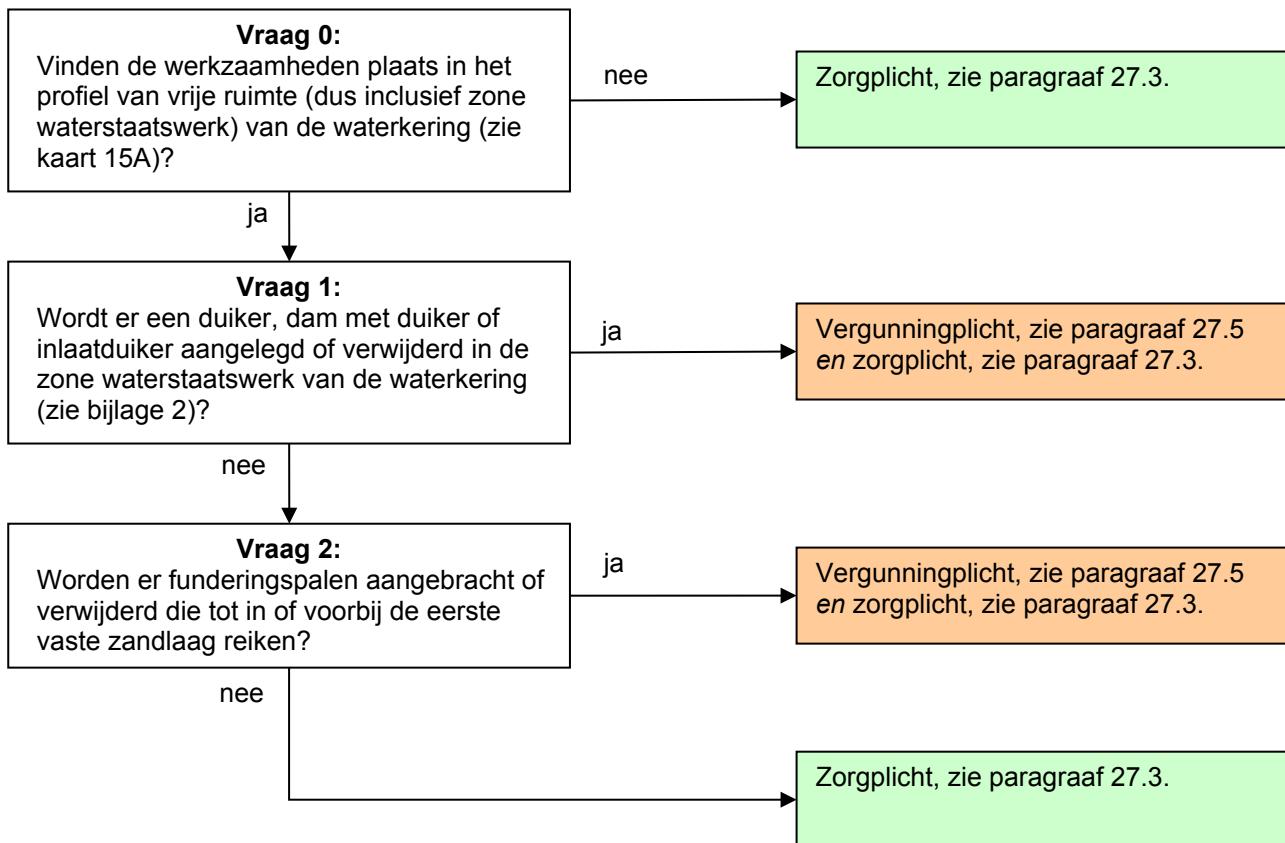 Vraag 0:
Vinden de werkzaamheden plaats in het
profiel van vrije ruimte (dus inclusief zone
waterstaatswerk) van de waterkering (zie
kaart 15A)?
nee
Zorgplicht, zie paragraaf 27.3.
ja
Vraag 1:
Wordt er een duiker, dam met duiker of
inlaatduiker aangelegd of verwijderd in de
zone waterstaatswerk van de waterkering
(zie bijlage 2)?
ja
Vergunningplicht, zie paragraaf 27.5
en zorgplicht, zie paragraaf 27.3.
nee
Vraag 2:
Worden er funderingspalen aangebracht of
verwijderd die tot in of voorbij de eerste
vaste zandlaag reiken?
ja
Vergunningplicht, zie paragraaf 27.5
en zorgplicht, zie paragraaf 27.3.
nee
Zorgplicht, zie paragraaf 27.3.